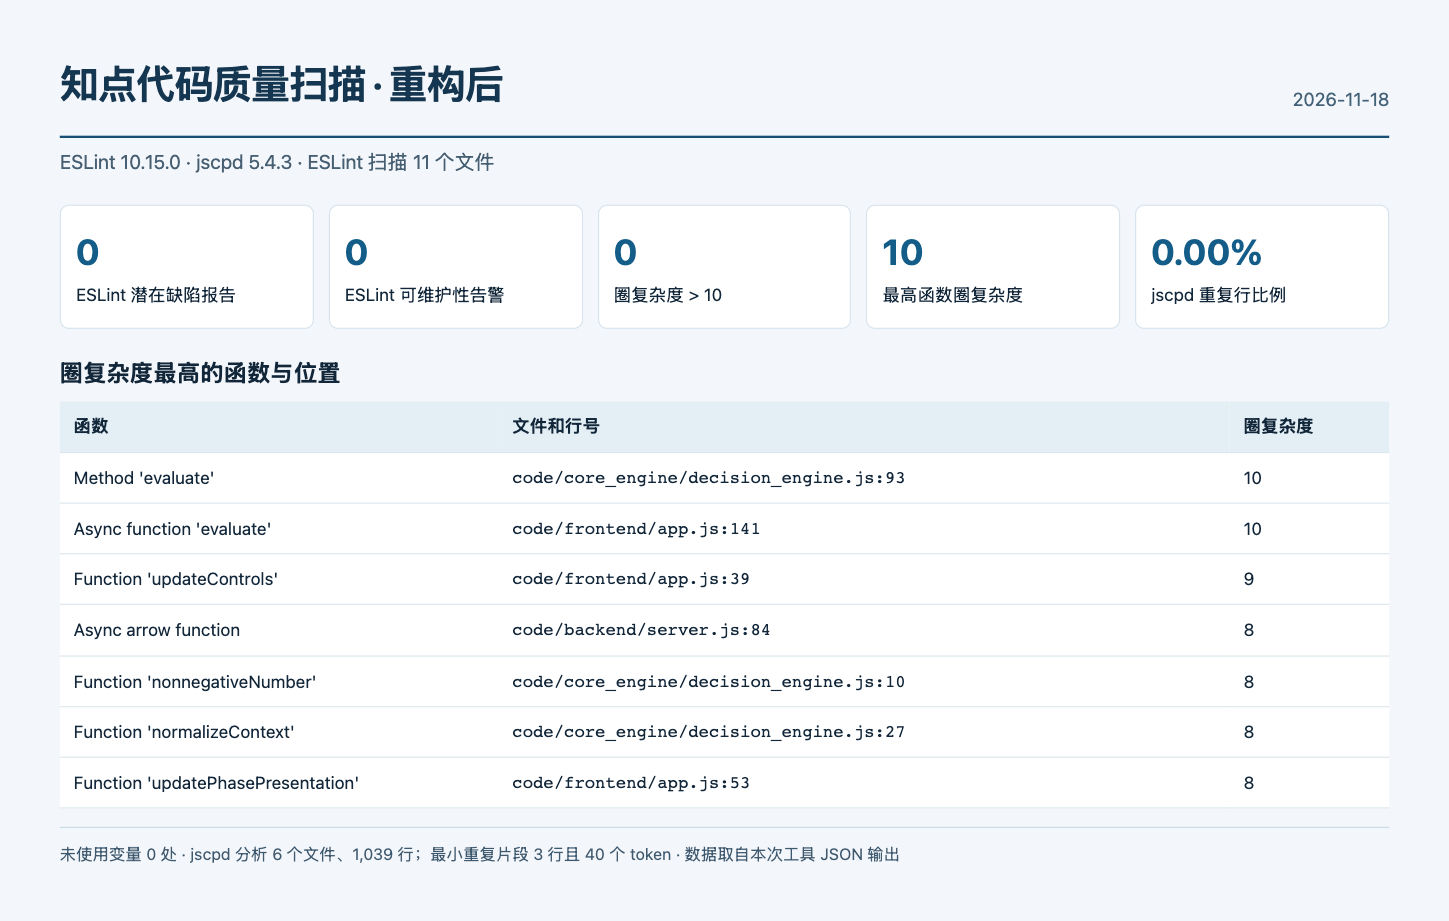 知点代码质量扫描 · 重构后
2026-11-18
ESLint 10.15.0 · jscpd 5.4.3 · ESLint 扫描 11 个文件
0
ESLint 潜在缺陷报告
0
ESLint 可维护性告警
0
圈复杂度 > 10
10
最高函数圈复杂度
0.00%
jscpd 重复行比例
圈复杂度最高的函数与位置
函数 文件和行号 圈复杂度
Method 'evaluate' code/core_engine/decision_engine.js:93 10
Async function 'evaluate' code/frontend/app.js:141 10
Function 'updateControls' code/frontend/app.js:39 9
Async arrow function code/backend/server.js:84 8
Function 'nonnegativeNumber' code/core_engine/decision_engine.js:10 8
Function 'normalizeContext' code/core_engine/decision_engine.js:27 8
Function 'updatePhasePresentation' code/frontend/app.js:53 8
未使用变量 0 处 · jscpd 分析 6 个文件、1,039 行；最小重复片段 3 行且 40 个 token · 数据取自本次工具 JSON 输出